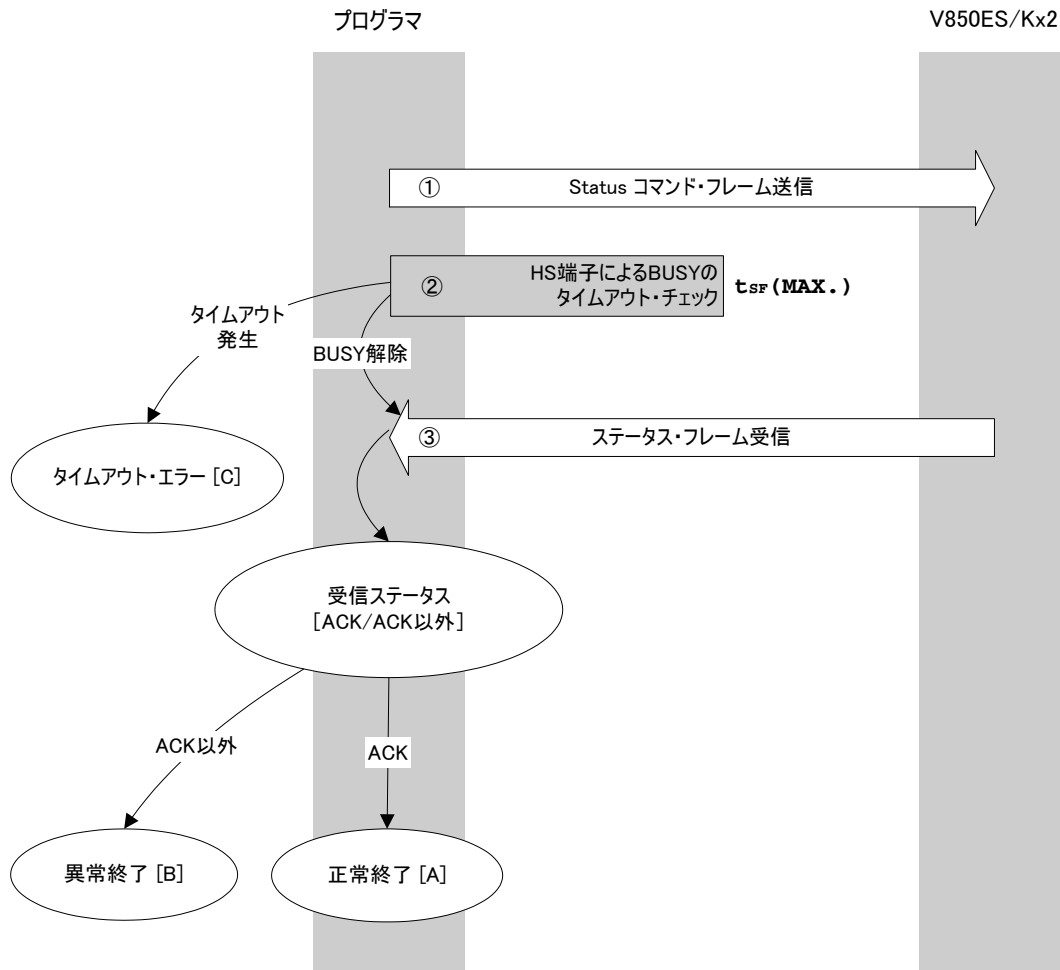 プログラマ
V850ES/Kx2
① Status コマンド・フレーム送信
② HS端子によるBUSYの
タイムアウト・チェック
tSF(MAX.)
タイムアウト
発生
BUSY解除
③ ステータス・フレーム受信
タイムアウト・エラー [C]
受信ステータス
[ACK/ACK以外]
ACK以外
ACK
異常終了 [B]
正常終了 [A]